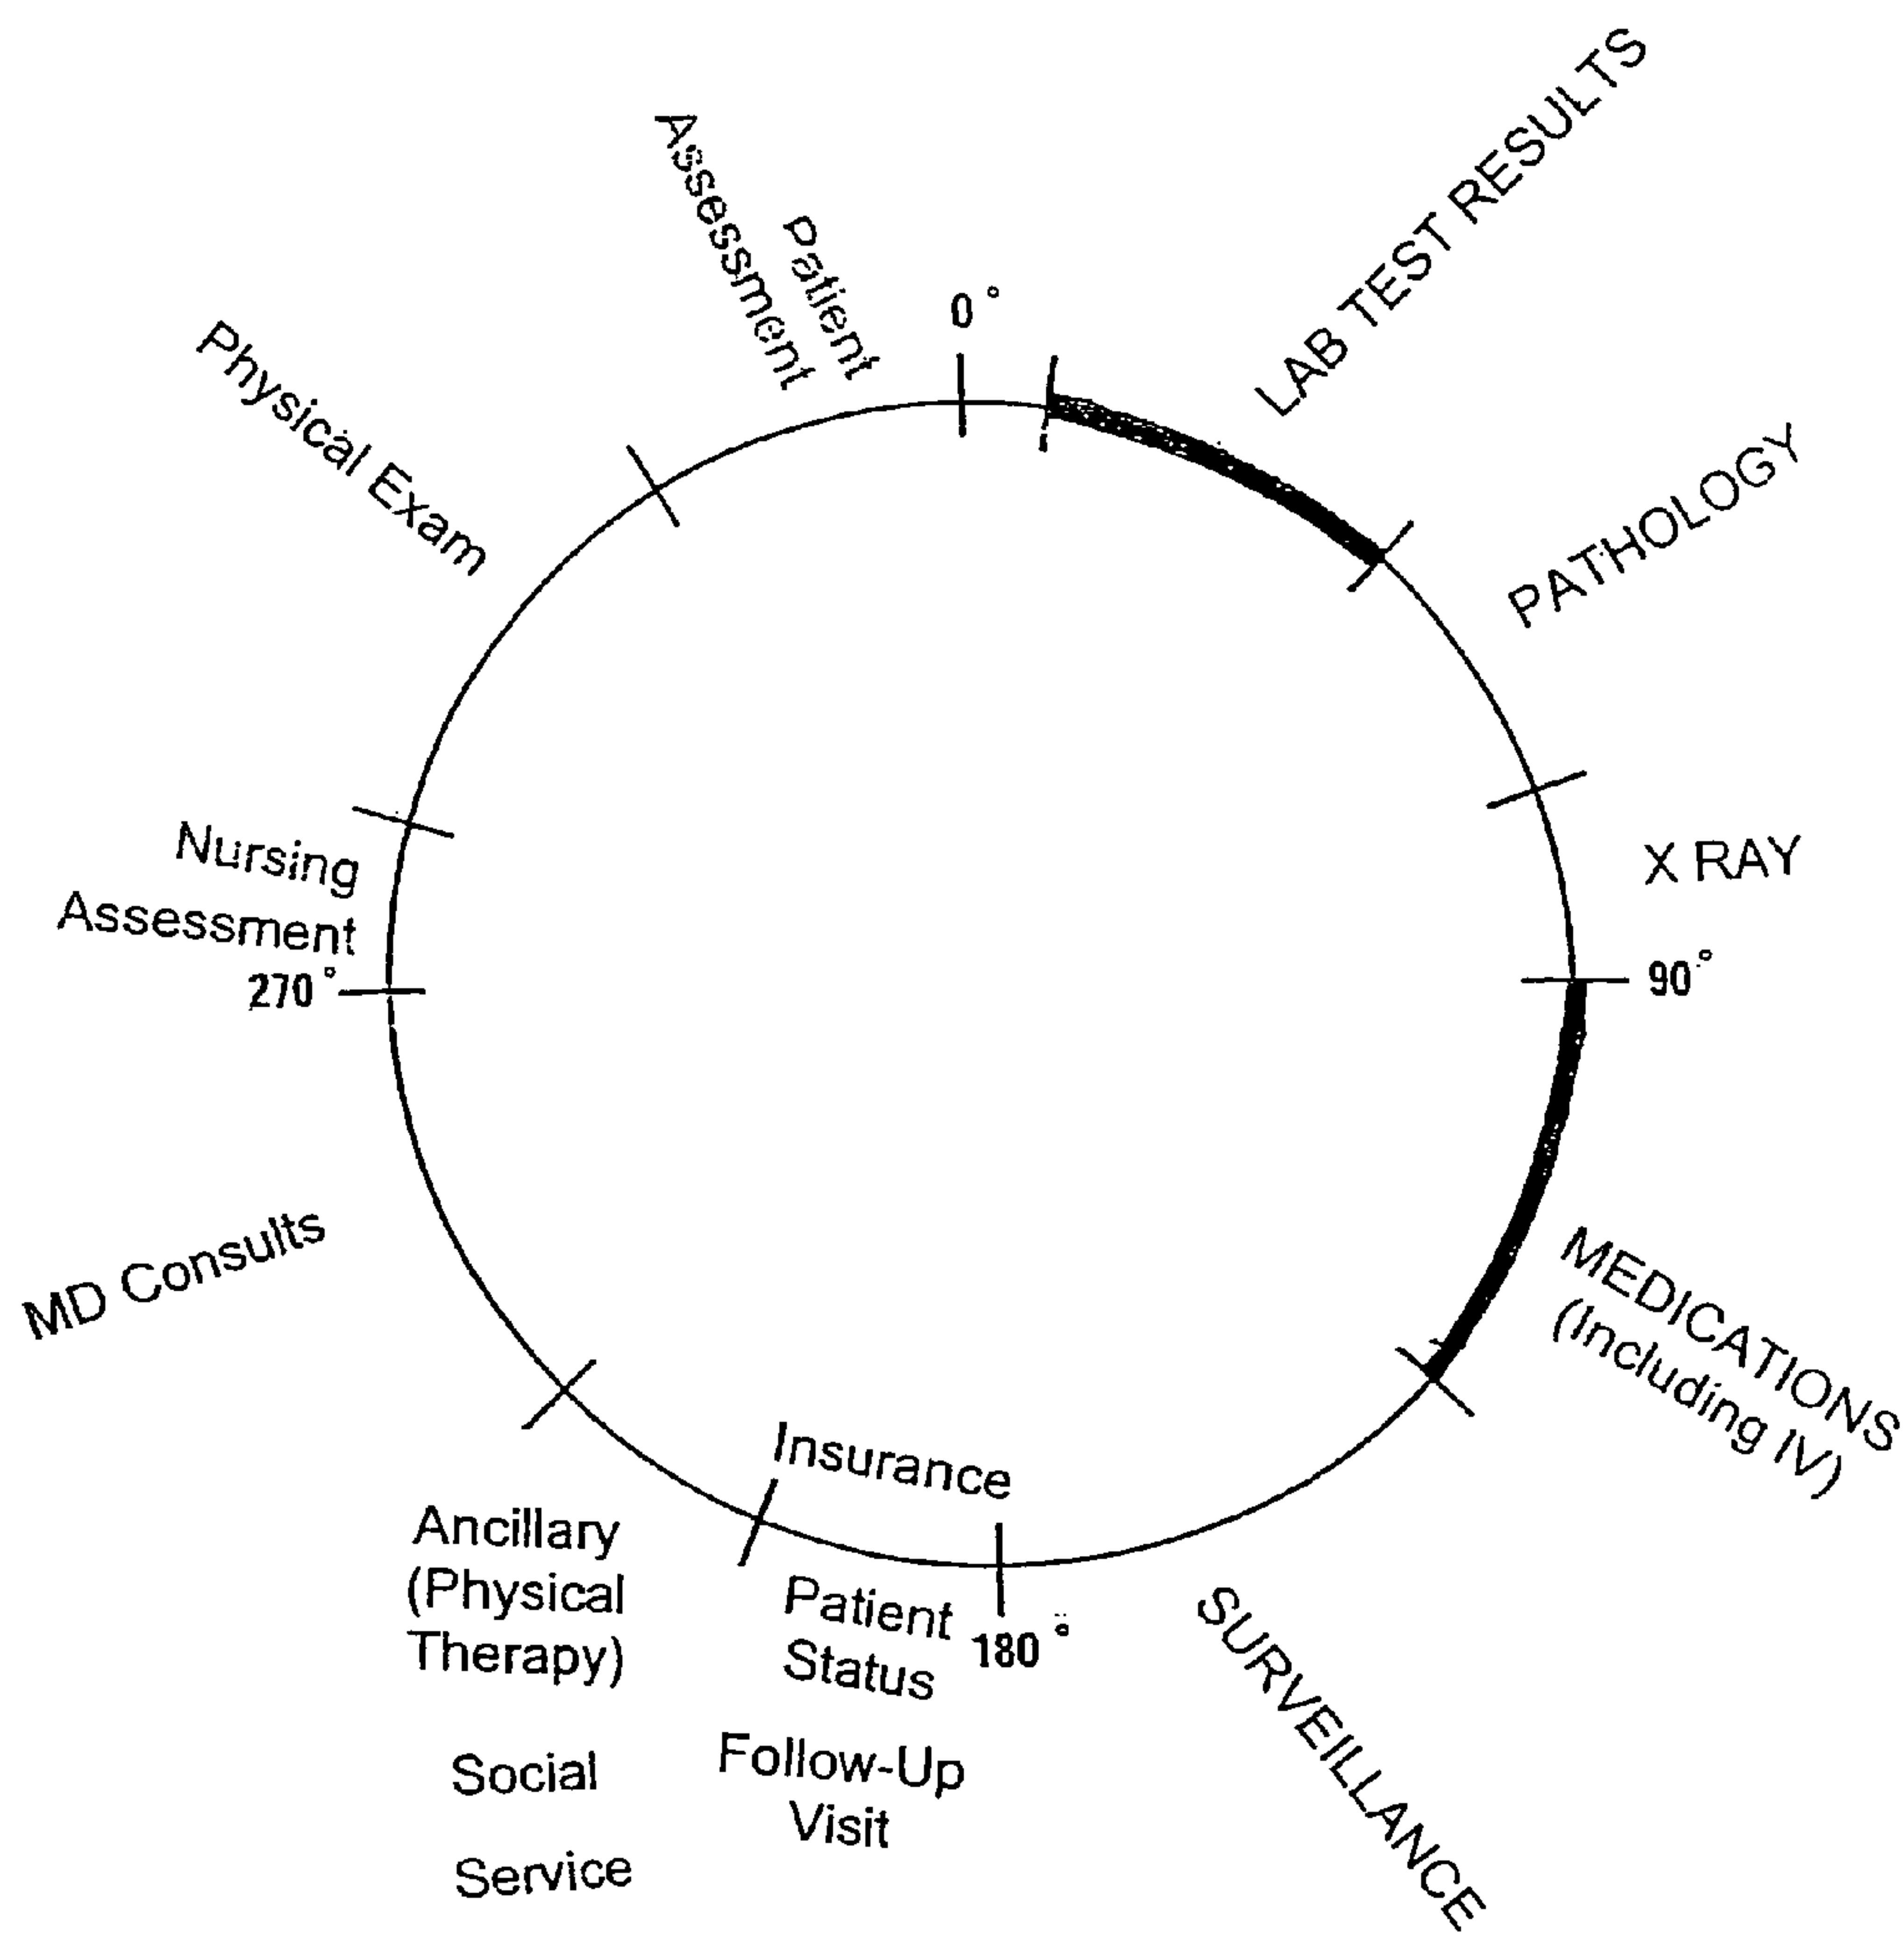 0°
LAB TEST RESULTS
PATHOLOGY
X RAY
90°
MEDICATIONS
(Including IV)
SURVEILLANCE
180°
Insurance
Patient
Status
Follow-Up
Visit
Ancillary
(Physical
Therapy)
Social
Service
MD Consults
270°
Nursing
Assessment
Physical Exam
Patient
Assessment